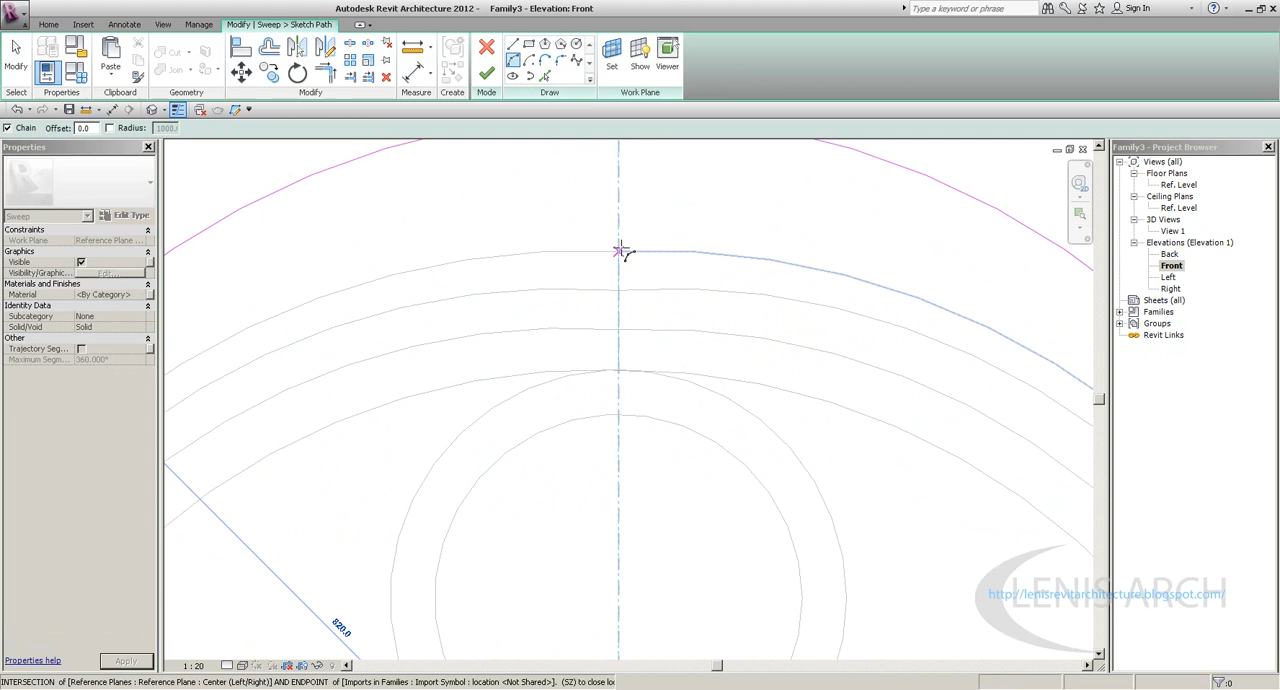 Autodesk Revit Architecture 2012 - Family3 - Elevation: Front
Type a keyword or phrase
Sign In
Home Insert Annotate View Manage Modify | Sweep > Sketch Path
Modify
Paste
Cut
Join
Set Show Viewer
Select Properties Clipboard Geometry Modify Measure Create Mode Draw Work Plane
Chain Offset: 0.0 Radius: 1000.
Properties
Sweep Edit Type
Constraints
Work Plane Reference Plane ...
Graphics
Visible
Visibility/Graphic... Edit...
Materials and Finishes
Material <By Category>
Identity Data
Subcategory None
Solid/Void Solid
Other
Trajectory Seg...
Maximum Segm... 360.000°
Properties help Apply
820.0
2D
Family3 - Project Browser
Views (all)
Floor Plans
Ref. Level
Ceiling Plans
Ref. Level
3D Views
View 1
Elevations (Elevation 1)
Back
Front
Left
Right
Sheets (all)
Families
Groups
Revit Links
LENIS ARCH
http://lenisrevitarchitecture.blogspot.com/
1 : 20
INTERSECTION of [Reference Planes : Reference Plane : Center (Left/Right)] AND ENDPOINT of [Imports in Families : Import Symbol : location <Not Shared>]. (SZ) to close lo
:0